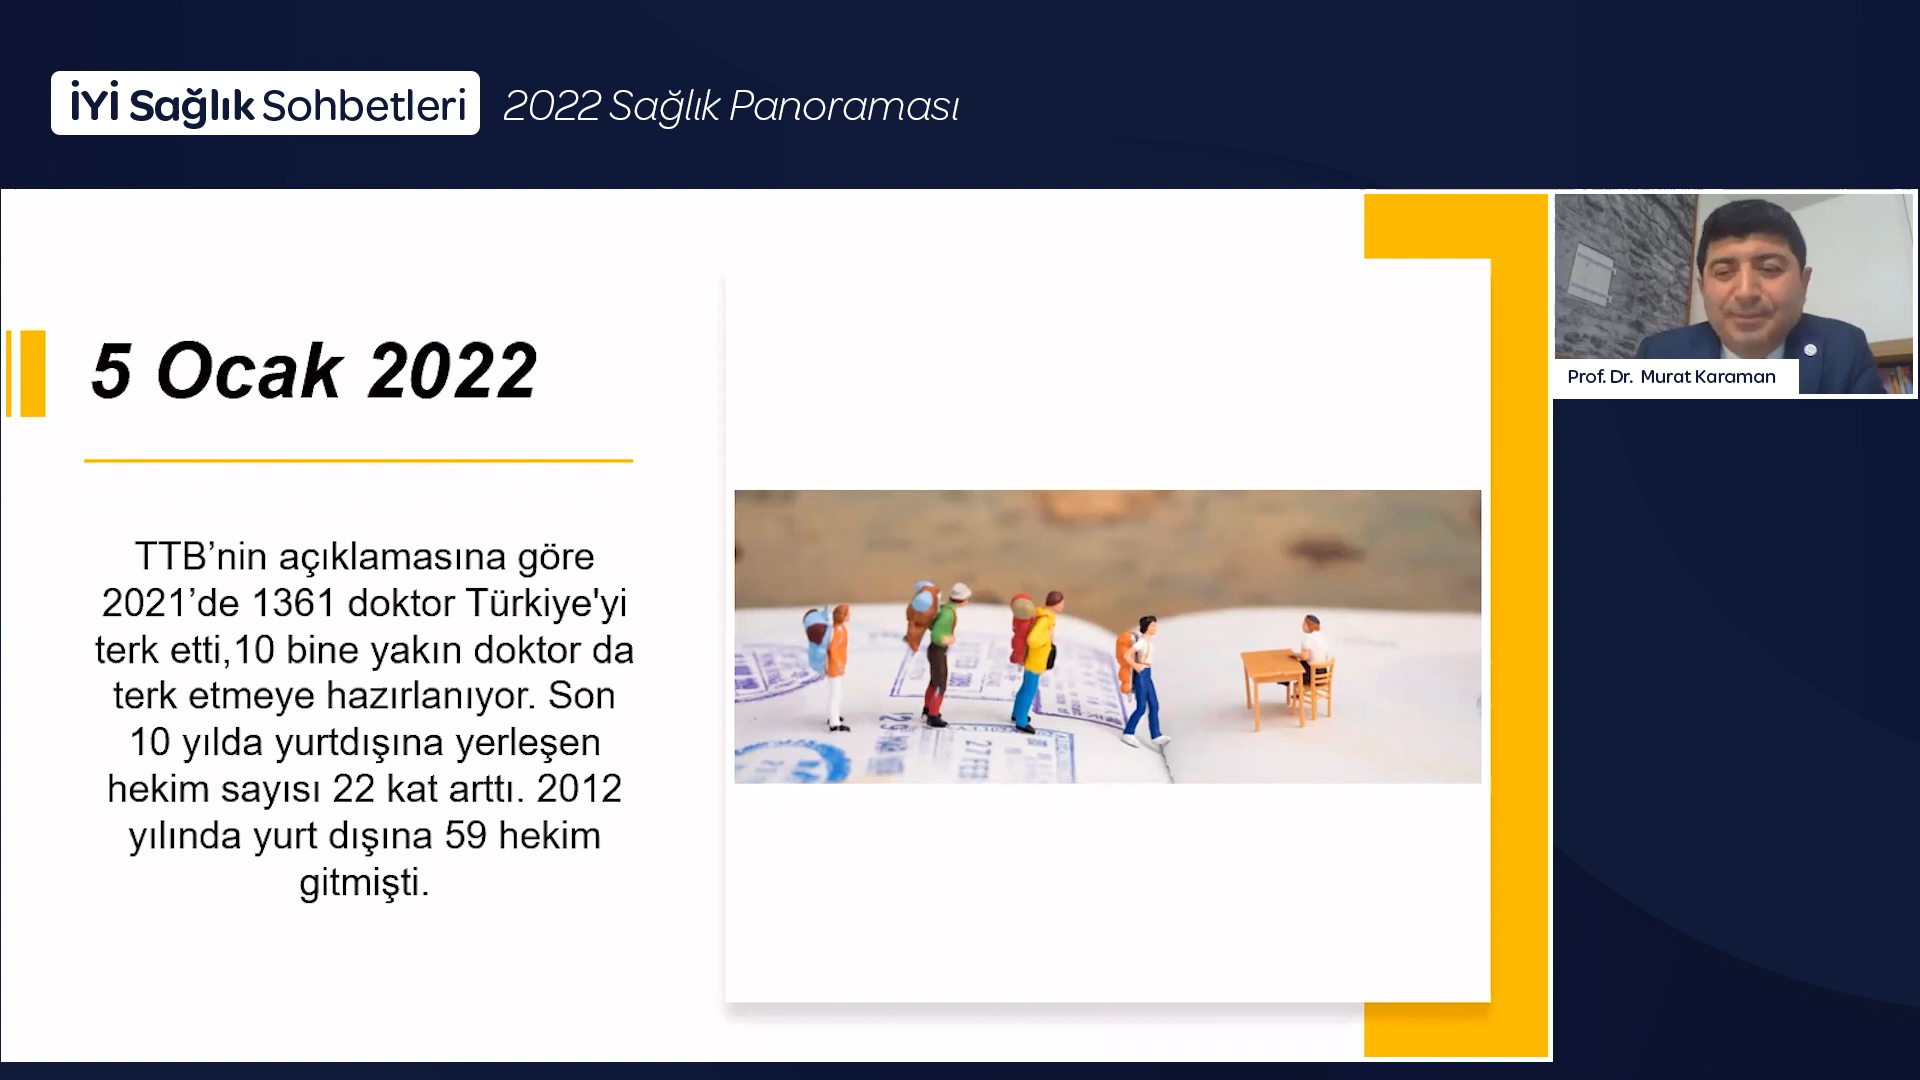 İYİ Sağlık Sohbetleri 2022 Sağlık Panoraması
5 Ocak 2022
TTB’nin açıklamasına göre
2021’de 1361 doktor Türkiye'yi
terk etti,10 bine yakın doktor da
terk etmeye hazırlanıyor. Son
10 yılda yurtdışına yerleşen
hekim sayısı 22 kat arttı. 2012
yılında yurt dışına 59 hekim
gitmişti.
27 FEB
Prof. Dr. Murat Karaman